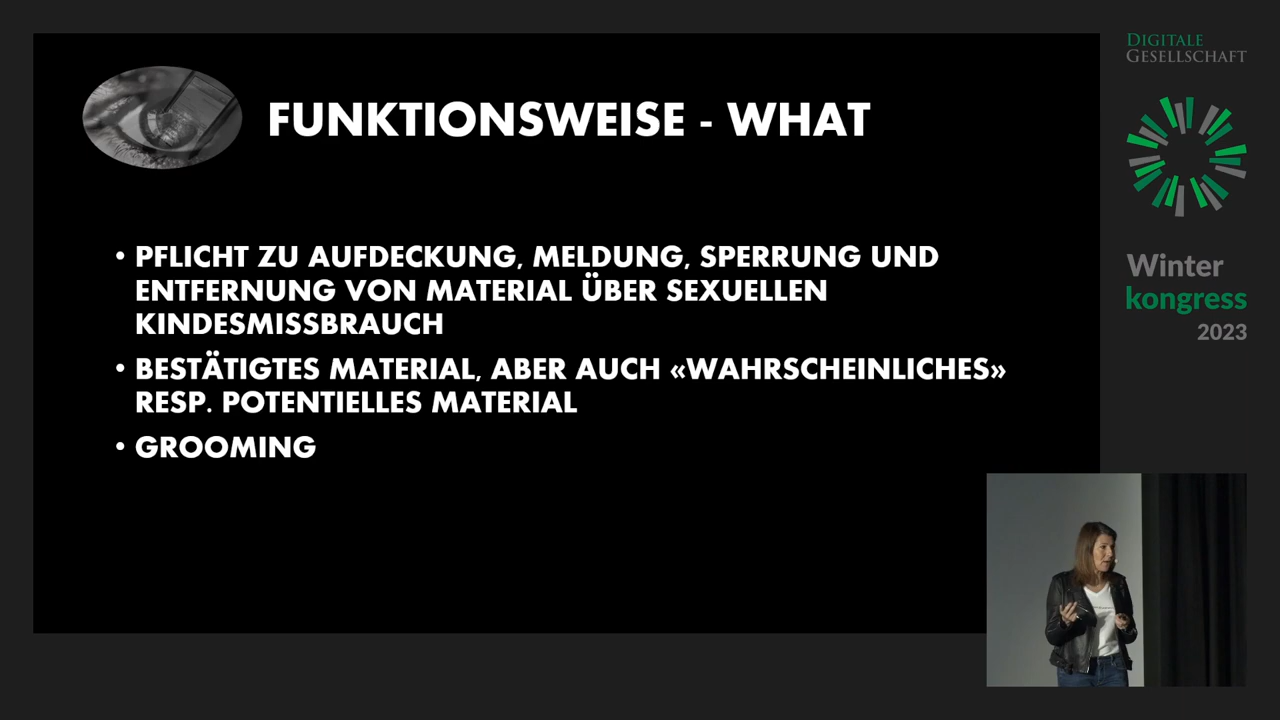 FUNKTIONSWEISE - WHAT
• PFLICHT ZU AUFDECKUNG, MELDUNG, SPERRUNG UND
ENTFERNUNG VON MATERIAL ÜBER SEXUELLEN
KINDESMISSBRAUCH
• BESTÄTIGTES MATERIAL, ABER AUCH «WAHRSCHEINLICHES»
RESP. POTENTIELLES MATERIAL
• GROOMING
DIGITALE
GESELLSCHAFT
Winter
kongress
2023